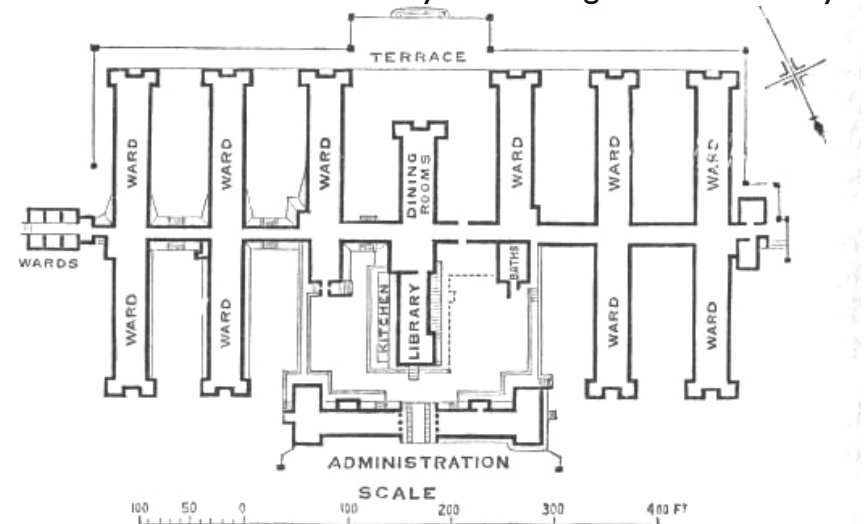 TERRACE
WARD
WARD
WARD
DINING
ROOMS
WARD
WARD
WARD
WARDS
WARD
WARD
KITCHEN
LIBRARY
BATHS
WARD
WARD
ADMINISTRATION
SCALE
100 50 0 100 200 300 400 FT